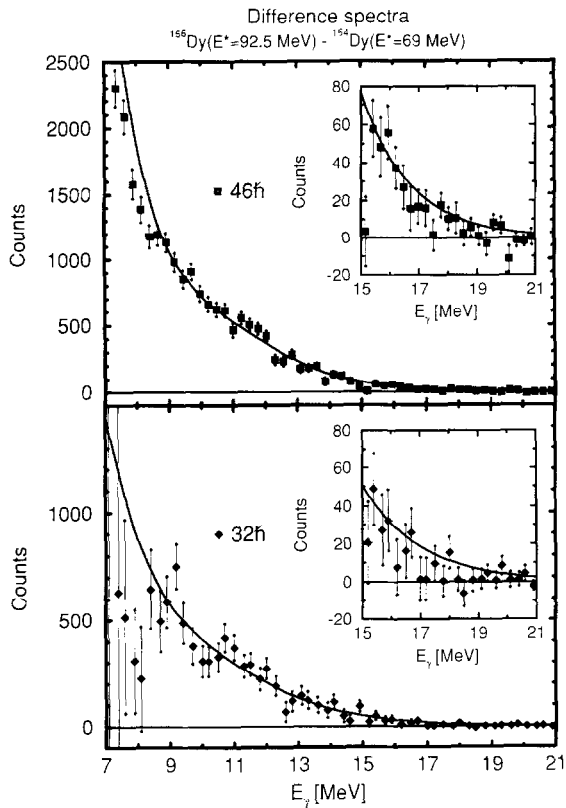 Difference spectra
¹⁵⁶Dy(E*=92.5 MeV) - ¹⁵⁴Dy(E*=69 MeV)
2500
2000
1500
1000
500
0
Counts
46ħ
80
60
40
20
0
-20
Counts
15 17 19 21
Eγ [MeV]
1000
500
0
Counts
32ħ
80
60
40
20
0
-20
Counts
15 17 19 21
Eγ [MeV]
7 9 11 13 15 17 19 21
Eγ [MeV]